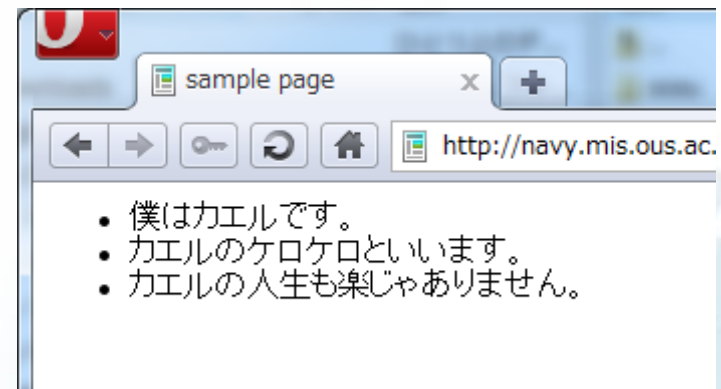 sample page
http://navy.mis.ous.ac.
僕はカエルです。
カエルのケロケロといいます。
カエルの人生も楽じゃありません。